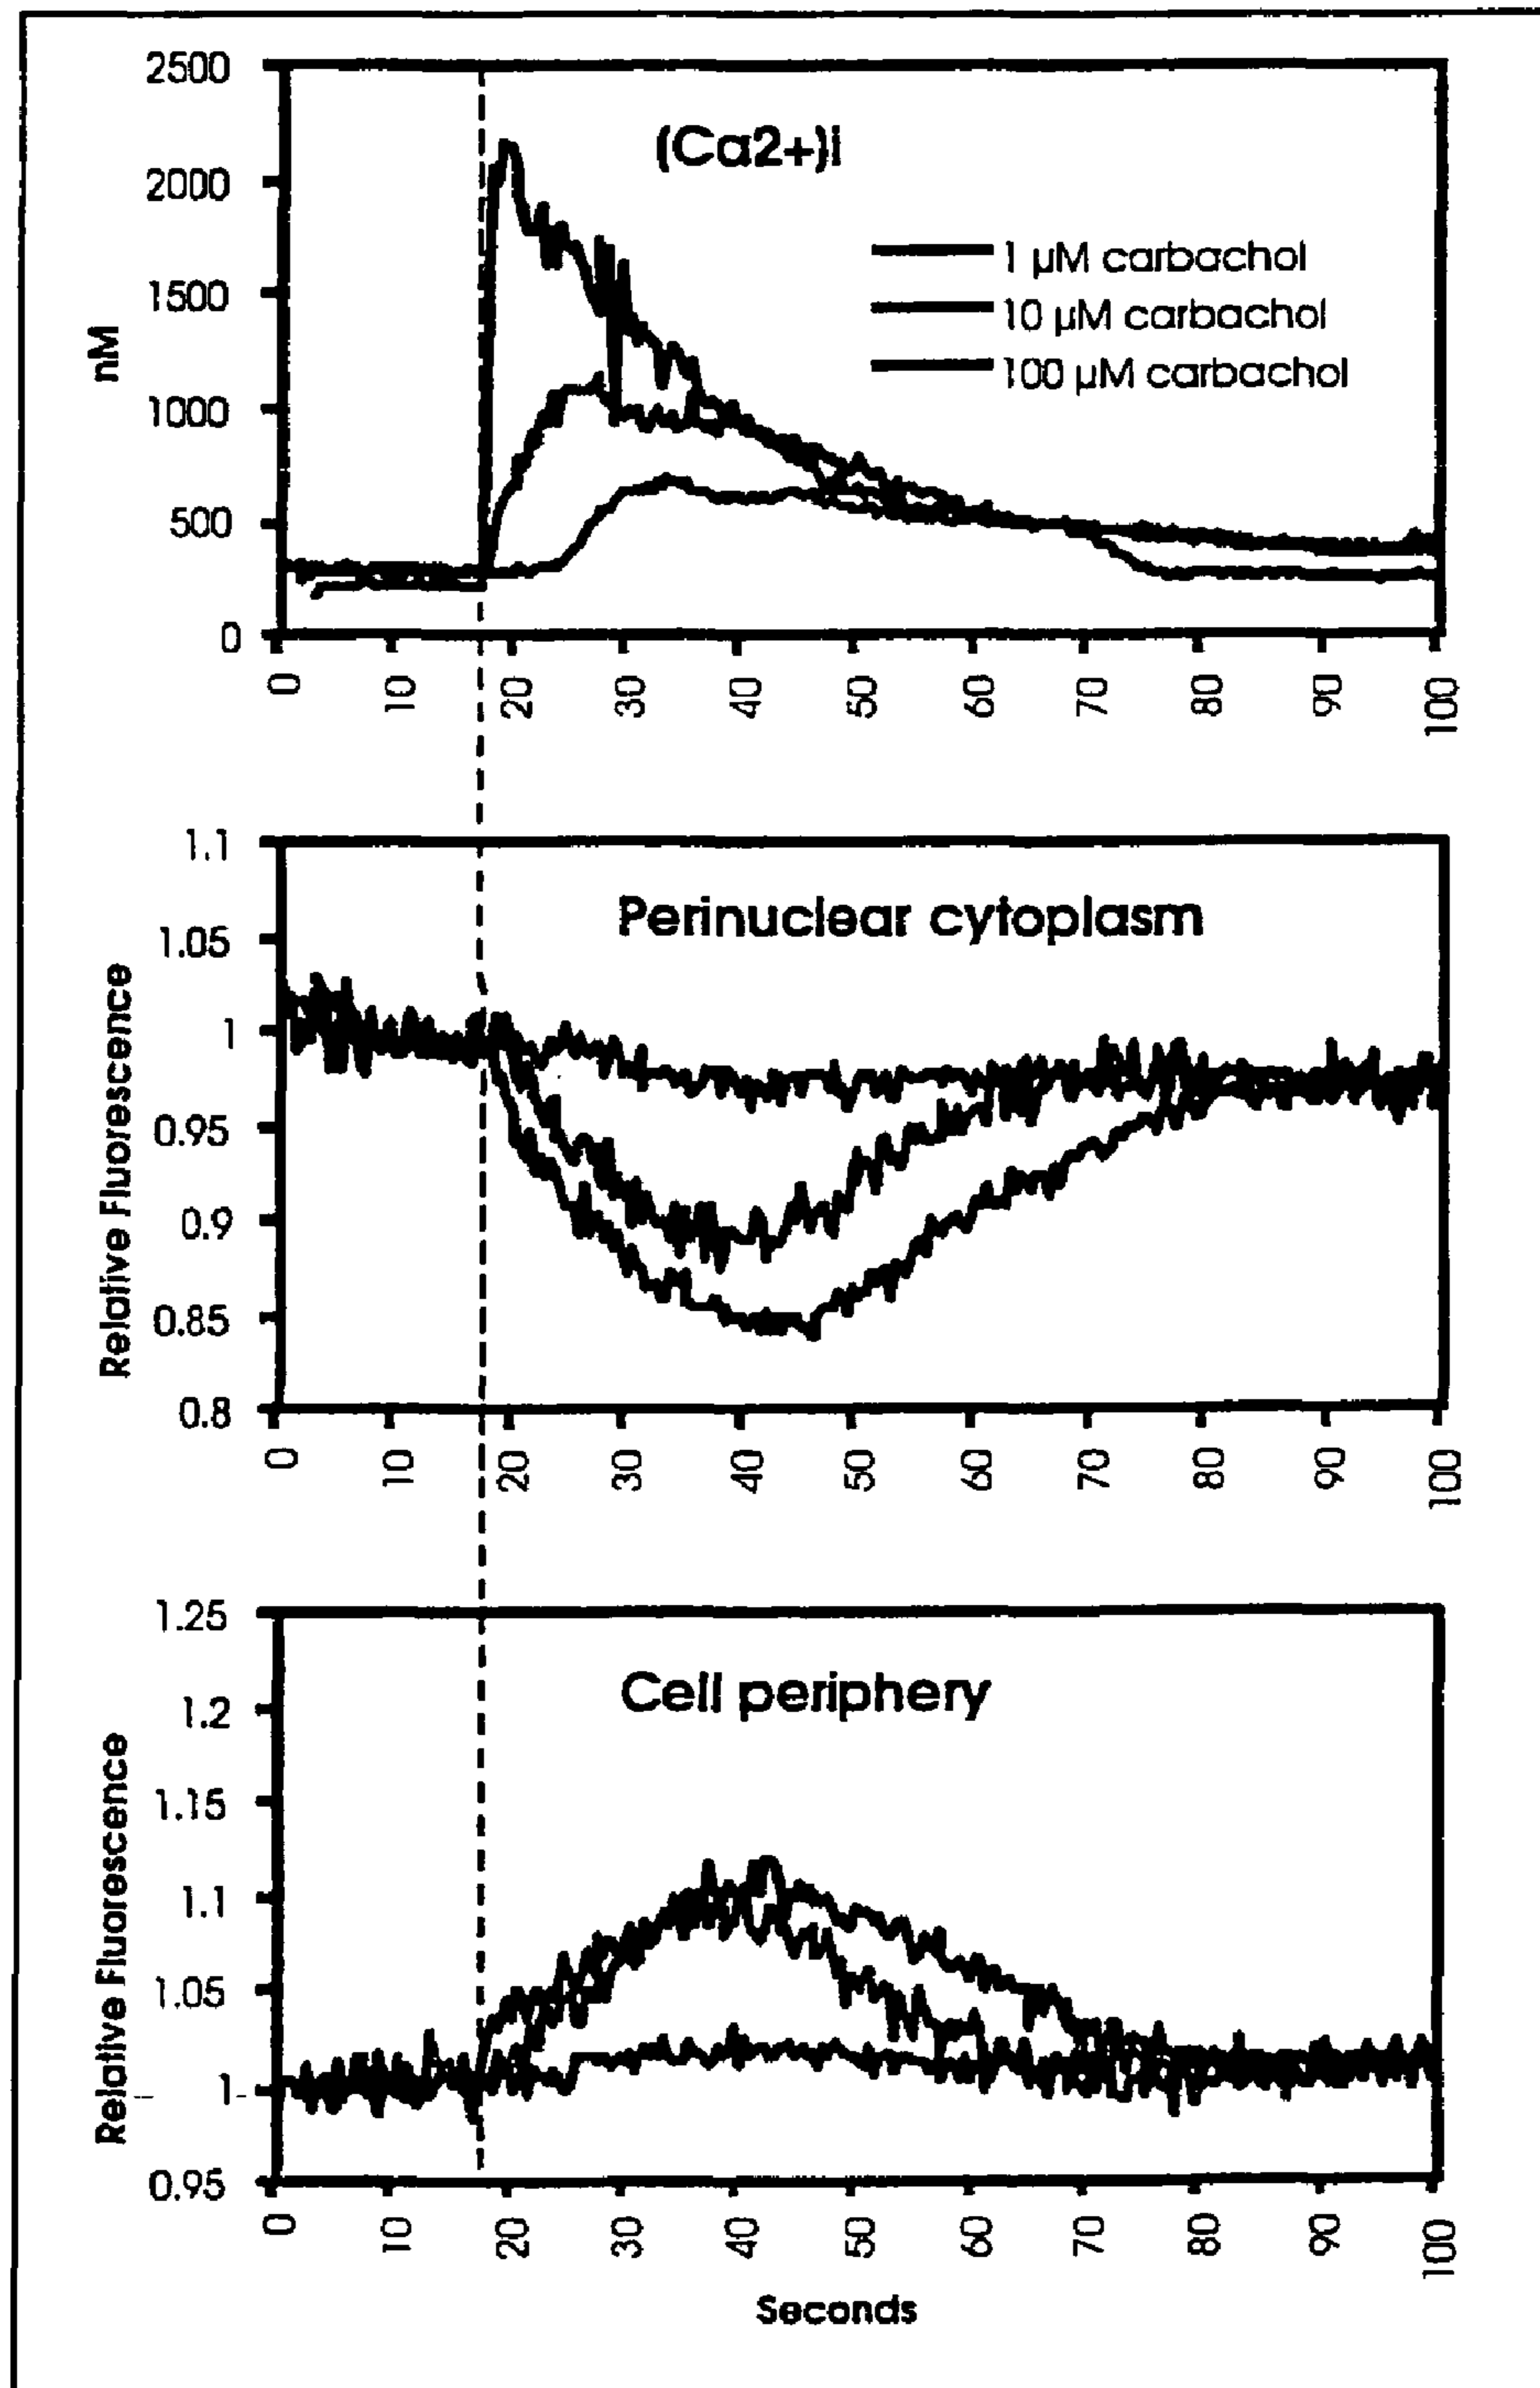 2500
(Ca2+)i
2000
1 µM carbachol
1500
10 µM carbachol
nM
100 µM carbachol
1000
500
0
0 10 20 30 40 50 60 70 80 90 100
1.1
Perinuclear cytoplasm
1.05
1
Relative Fluorescence
0.95
0.9
0.85
0.8
0 10 20 30 40 50 60 70 80 90 100
1.25
Cell periphery
1.2
1.15
Relative Fluorescence
1.1
1.05
1
0.95
0 10 20 30 40 50 60 70 80 90 100
Seconds